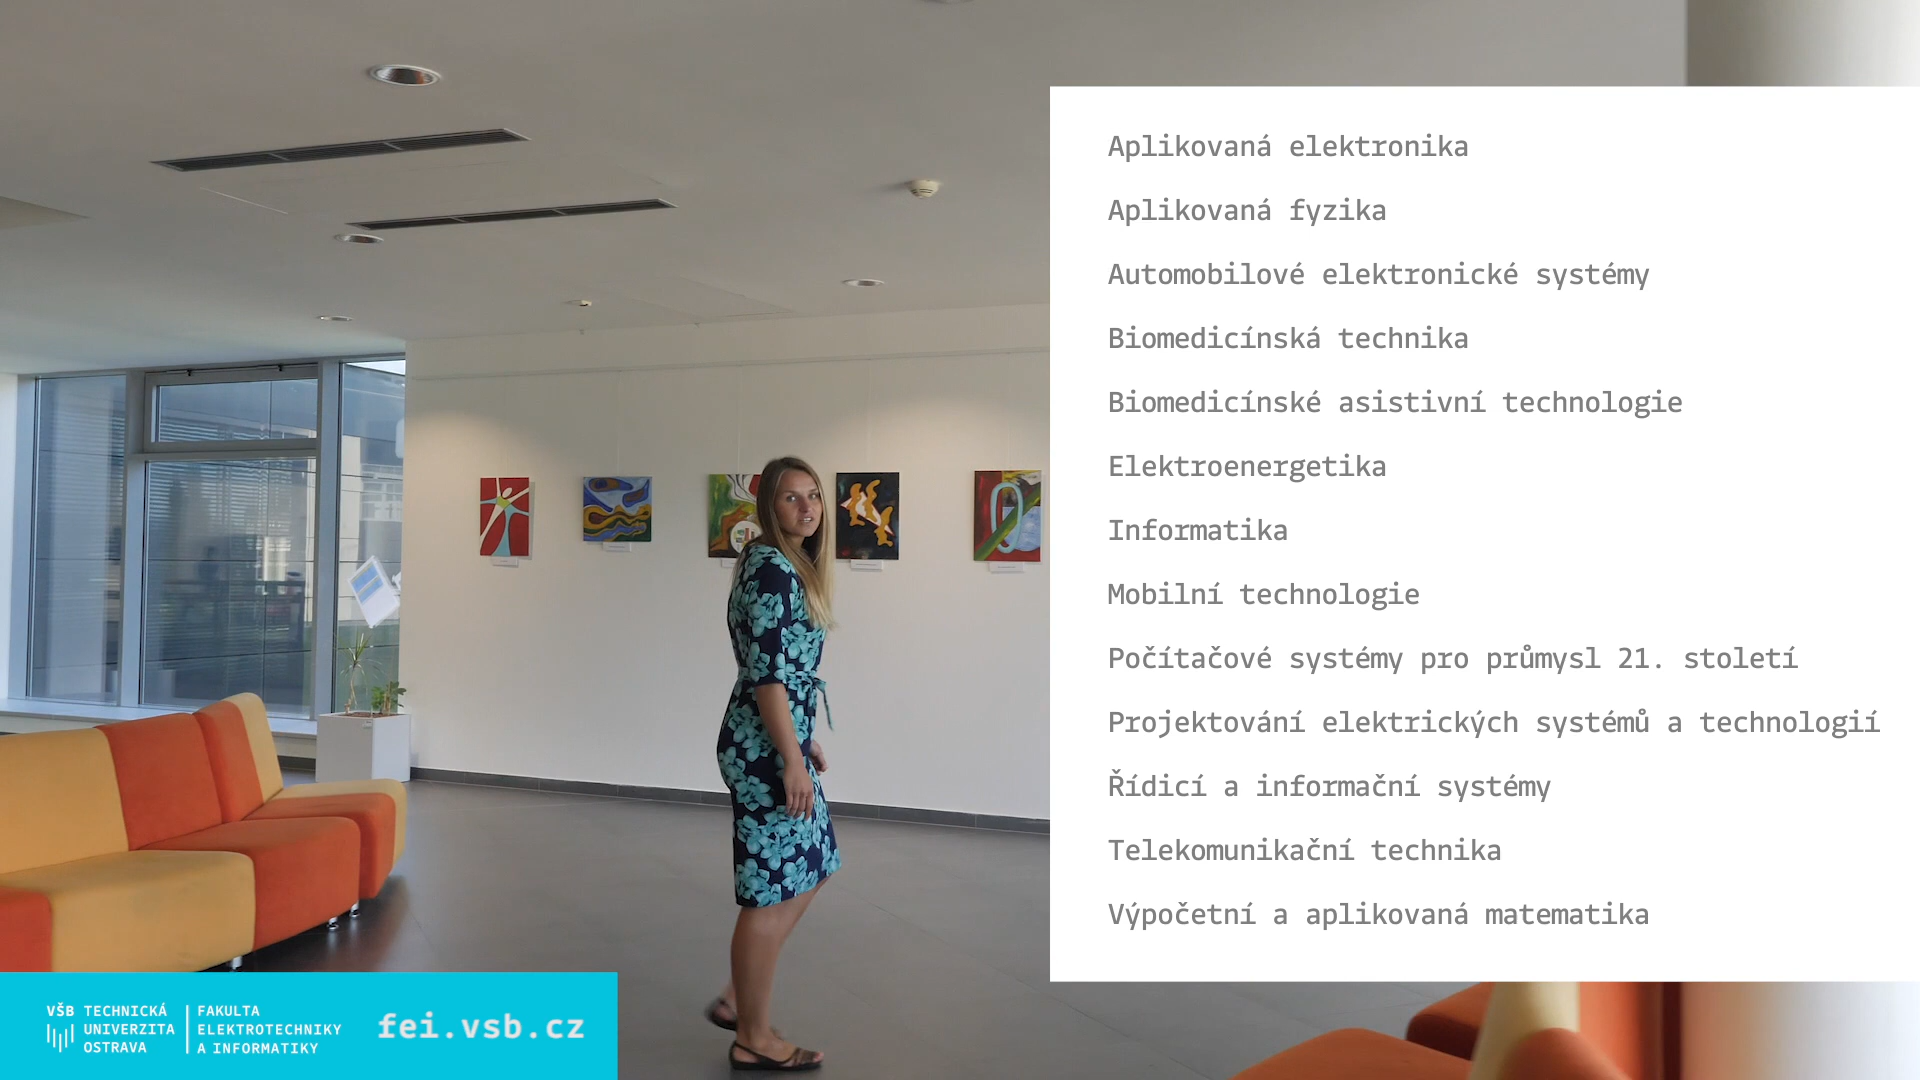 Aplikovaná elektronika
Aplikovaná fyzika
Automobilové elektronické systémy
Biomedicínská technika
Biomedicínské asistivní technologie
Elektroenergetika
Informatika
Mobilní technologie
Počítačové systémy pro průmysl 21. století
Projektování elektrických systémů a technologií
Řídicí a informační systémy
Telekomunikační technika
Výpočetní a aplikovaná matematika
VŠB TECHNICKÁ
UNIVERZITA
OSTRAVA
FAKULTA
ELEKTROTECHNIKY
A INFORMATIKY
fei.vsb.cz